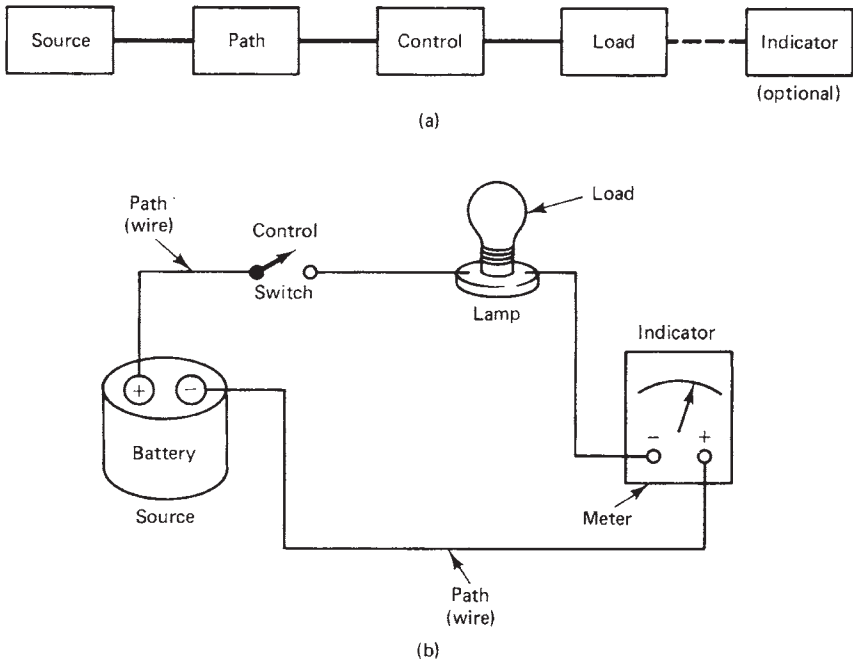 Source Path Control Load Indicator
(optional)
(a)
Path
(wire)
Control
Switch
Load
Lamp
Indicator
+ −
Battery
Source
− +
Meter
Path
(wire)
(b)